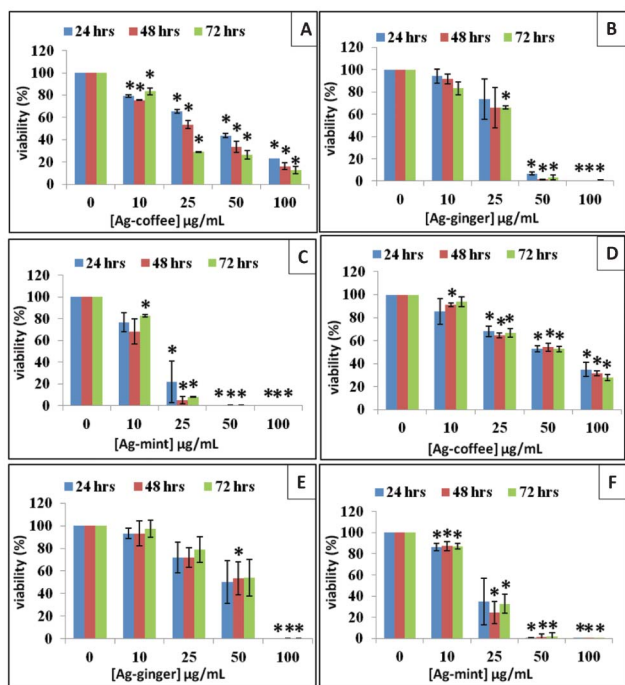 A
24 hrs 48 hrs 72 hrs
viability (%)
120
100
80
60
40
20
0
* * *
* * *
* * *
* * *
0 10 25 50 100
[Ag-coffee] µg/mL
B
24 hrs 48 hrs 72 hrs
viability (%)
120
100
80
60
40
20
0
*
* **
***
0 10 25 50 100
[Ag-ginger] µg/mL
C
24 hrs 48 hrs 72 hrs
viability (%)
120
100
80
60
40
20
0
*
* **
***
***
0 10 25 50 100
[Ag-mint] µg/mL
D
24 hrs 48 hrs 72 hrs
viability (%)
120
100
80
60
40
20
0
*
* * *
* * *
* * *
0 10 25 50 100
[Ag-coffee] µg/mL
E
24 hrs 48 hrs 72 hrs
viability (%)
120
100
80
60
40
20
0
*
***
0 10 25 50 100
[Ag-ginger] µg/mL
F
24 hrs 48 hrs 72 hrs
viability (%)
120
100
80
60
40
20
0
***
* *
* **
***
0 10 25 50 100
[Ag-mint] µg/mL